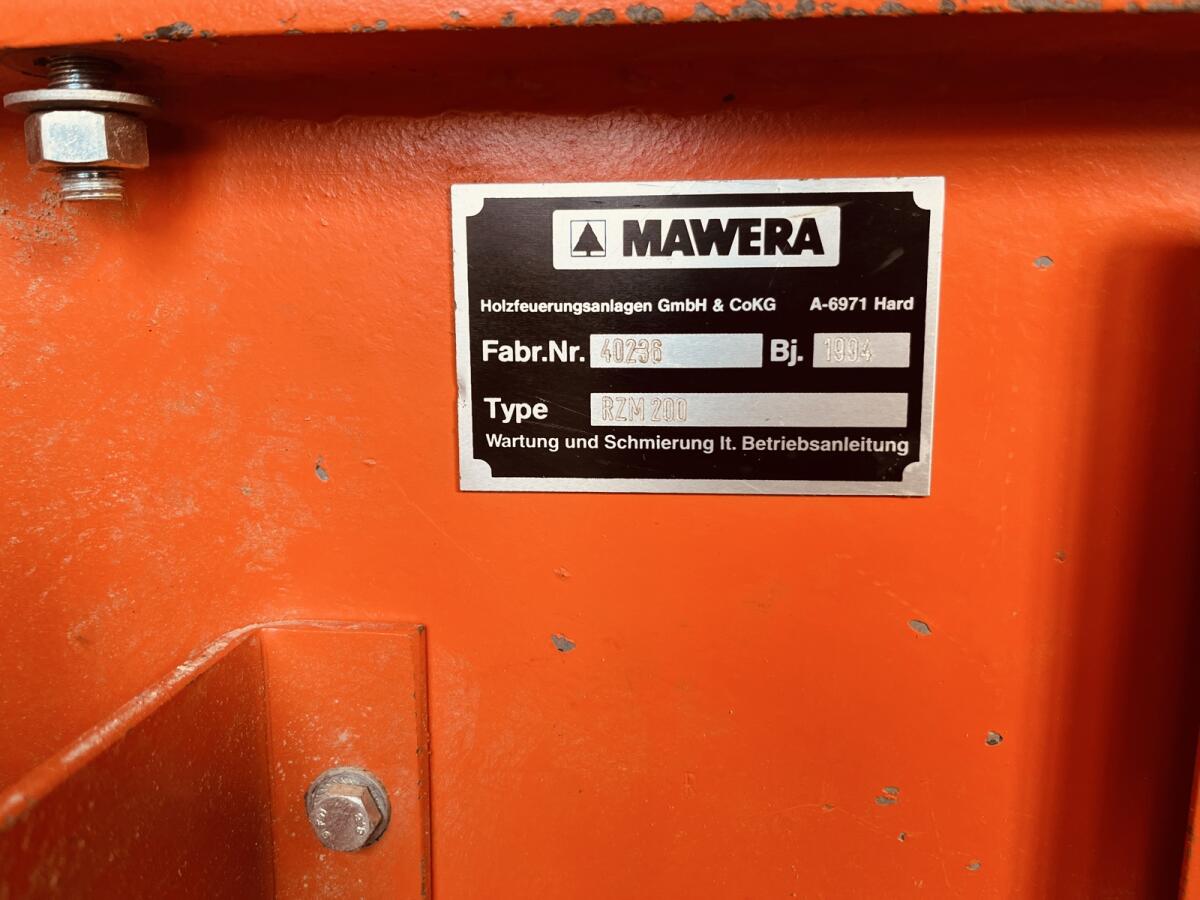 MAWERA
Holzfeuerungsanlagen GmbH & CoKG A-6971 Hard
Fabr.Nr. 40236 Bj. 1994
Type RZM 200
Wartung und Schmierung lt. Betriebsanleitung